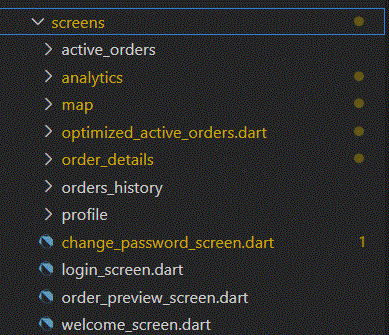 screens
active_orders
analytics
map
optimized_active_orders.dart
order_details
orders_history
profile
change_password_screen.dart 1
login_screen.dart
order_preview_screen.dart
welcome_screen.dart